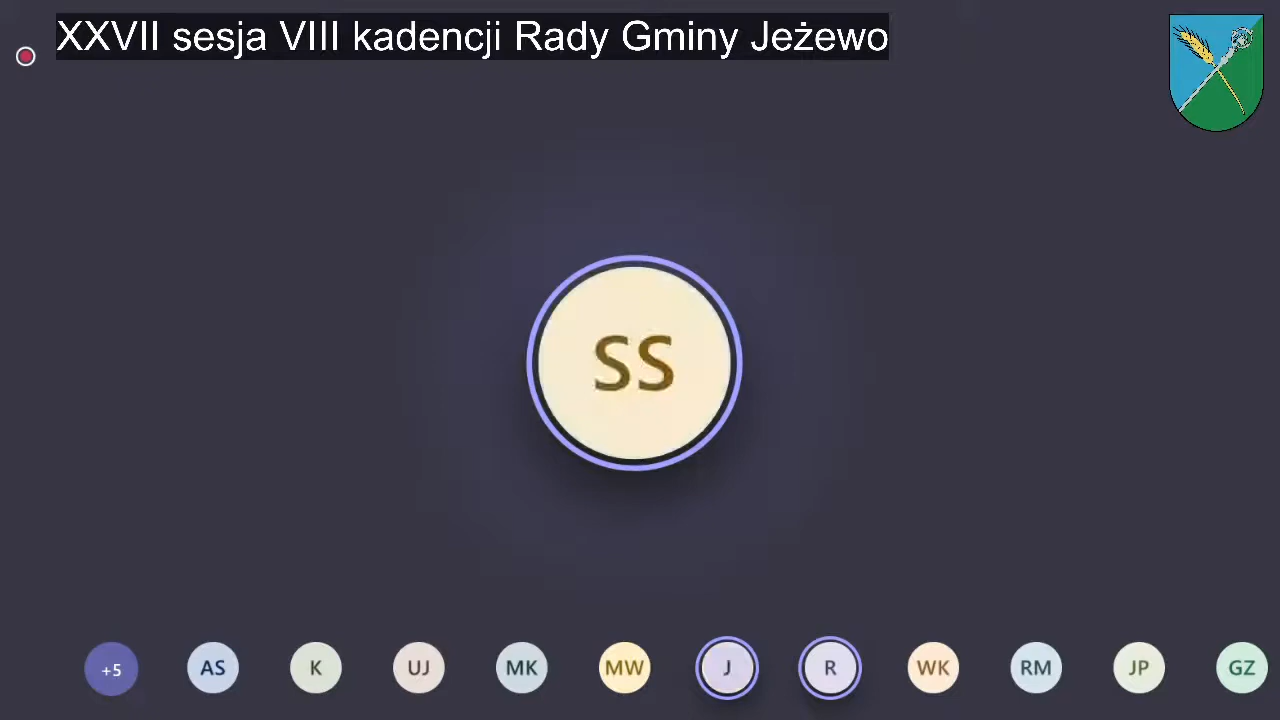 XXVII sesja VIII kadencji Rady Gminy Jeżewo
SS
+5 AS K UJ MK MW J R WK RM JP GZ